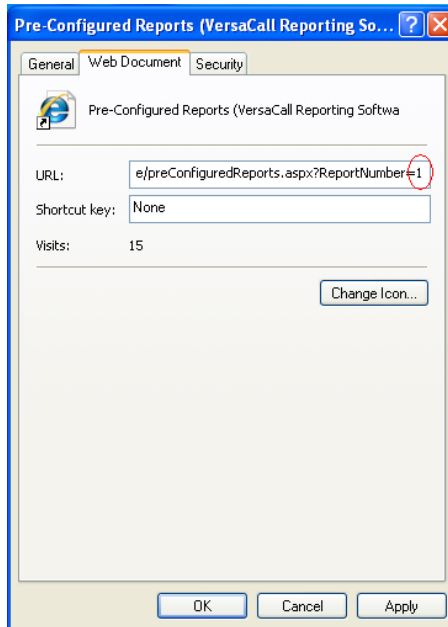 Pre-Configured Reports (VersaCall Reporting So...
General Web Document Security
Pre-Configured Reports (VersaCall Reporting Softwa
URL: e/preConfiguredReports.aspx?ReportNumber=1
Shortcut key: None
Visits: 15
Change Icon...
OK Cancel Apply